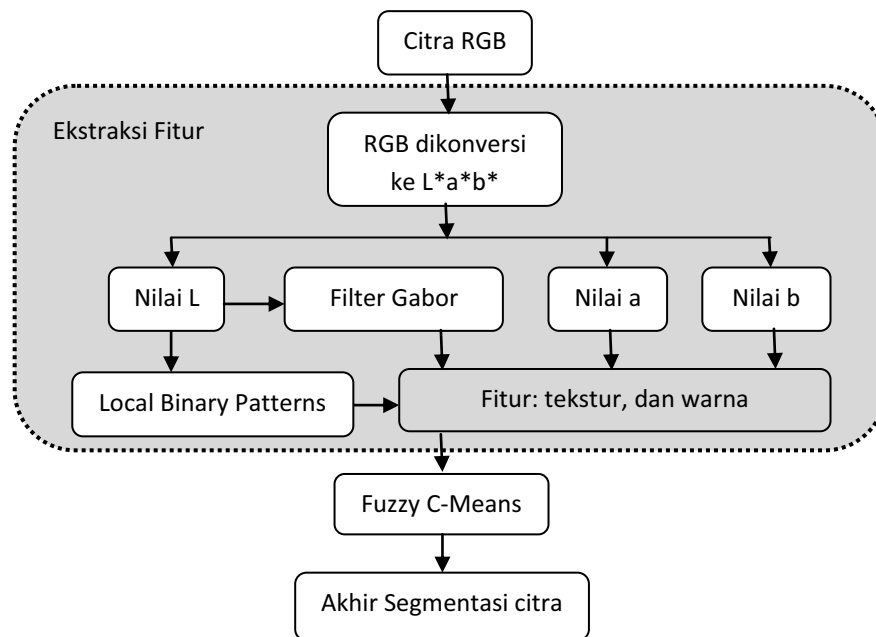 Citra RGB
Ekstraksi Fitur
RGB dikonversi
ke L*a*b*
Nilai L
Filter Gabor
Nilai a
Nilai b
Local Binary Patterns
Fitur: tekstur, dan warna
Fuzzy C-Means
Akhir Segmentasi citra